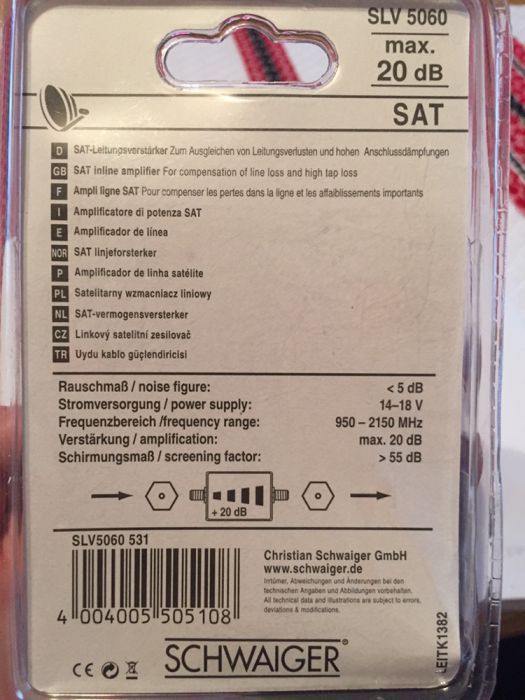 SLV 5060
max.
20 dB
SAT
D SAT-Leitungsverstärker Zum Ausgleichen von Leitungsverlusten und hohen Anschlussdämpfungen
GB SAT inline amplifier For compensation of line loss and high tap loss
F Ampli ligne SAT Pour compenser les pertes dans la ligne et les affaiblissements importants
I Amplificatore di potenza SAT
E Amplificador de línea
NOR SAT linjeforsterker
P Amplificador de linha satélite
PL Satelitarny wzmacniacz liniowy
NL SAT-vermogensversterker
CZ Linkový satelitní zesilovač
TR Uydu kablo güçlendiricisi
Rauschmaß / noise figure: < 5 dB
Stromversorgung / power supply: 14–18 V
Frequenzbereich /frequency range: 950 – 2150 MHz
Verstärkung / amplification: max. 20 dB
Schirmungsmaß / screening factor: > 55 dB
+ 20 dB
SLV5060 531
4 004005 505108
Christian Schwaiger GmbH
www.schwaiger.de
Irrtümer, Abweichungen und Änderungen bei den
technischen Angaben und Abbildungen vorbehalten.
All technical data and illustrations are subject to errors,
deviations & modifications.
CE
SCHWAIGER®
LEITK1382